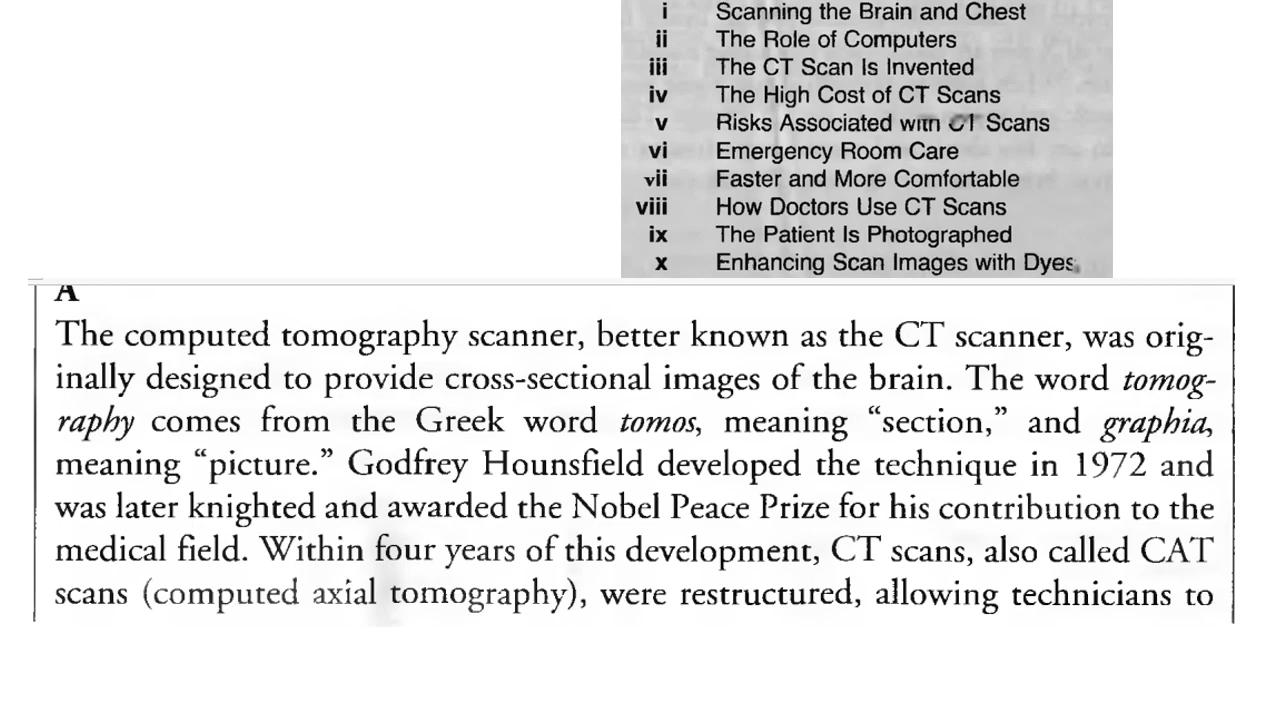 i Scanning the Brain and Chest
ii The Role of Computers
iii The CT Scan Is Invented
iv The High Cost of CT Scans
v Risks Associated with CT Scans
vi Emergency Room Care
vii Faster and More Comfortable
viii How Doctors Use CT Scans
ix The Patient Is Photographed
x Enhancing Scan Images with Dyes
A
The computed tomography scanner, better known as the CT scanner, was orig-
inally designed to provide cross-sectional images of the brain. The word tomog-
raphy comes from the Greek word tomos, meaning “section,” and graphia,
meaning “picture.” Godfrey Hounsfield developed the technique in 1972 and
was later knighted and awarded the Nobel Peace Prize for his contribution to the
medical field. Within four years of this development, CT scans, also called CAT
scans (computed axial tomography), were restructured, allowing technicians to